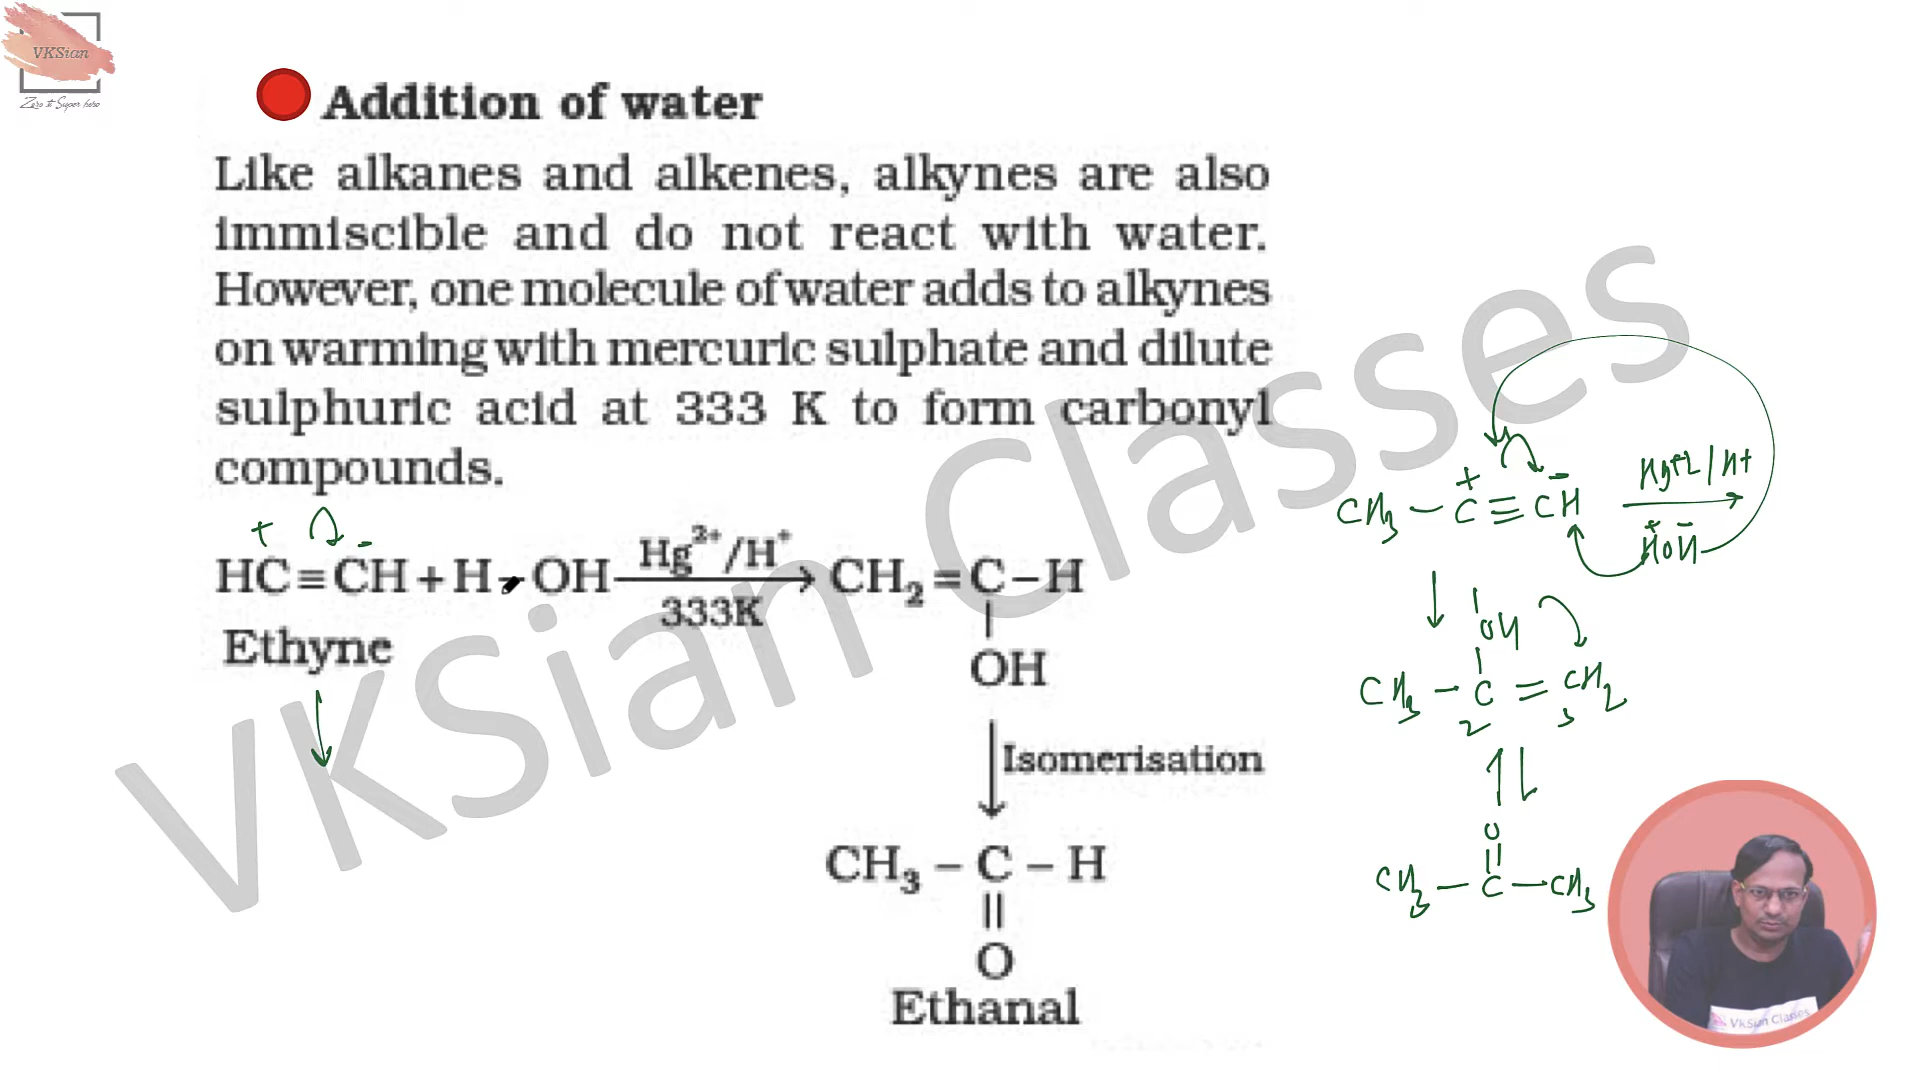 VKSian
Zero to Super hero
Addition of water
Like alkanes and alkenes, alkynes are also
immiscible and do not react with water.
However, one molecule of water adds to alkynes
on warming with mercuric sulphate and dilute
sulphuric acid at 333 K to form carbonyl
compounds.
+ -
HC≡CH + H - OH Hg²⁺/H⁺ CH₂=C–H
333K
Ethyne
OH
Isomerisation
CH₃ – C – H
O
Ethanal
+ -
CH₃ – C ≡ CH Hg+2/H+
+ -
HOH
OH
CH₃ – C = CH₂
2
O
CH₃ – C – CH₃
VKSian Classes
VKSian Classes